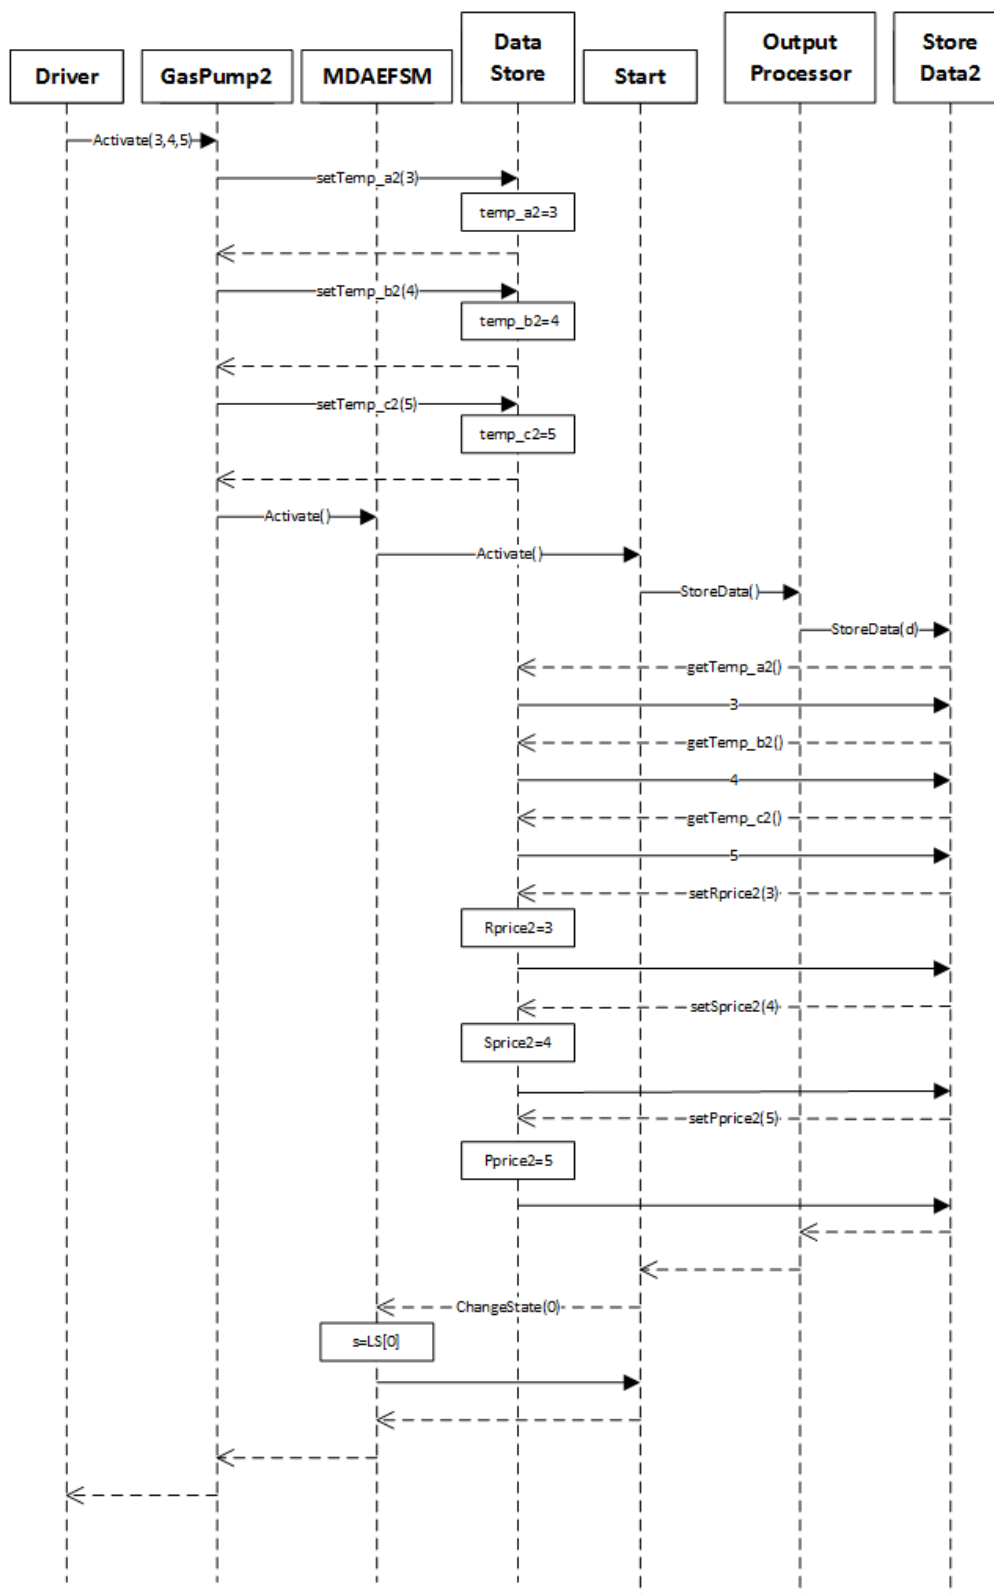 Driver
GasPump2
MDAEFSM
Data
Store
Start
Output
Processor
Store
Data2
Activate(3,4,5)
setTemp_a2(3)
temp_a2=3
setTemp_b2(4)
temp_b2=4
setTemp_c2(5)
temp_c2=5
Activate()
Activate()
StoreData()
StoreData(d)
getTemp_a2()
3
getTemp_b2()
4
getTemp_c2()
5
setRprice2(3)
Rprice2=3
setSprice2(4)
Sprice2=4
setPprice2(5)
Pprice2=5
ChangeState(0)
s=LS[0]